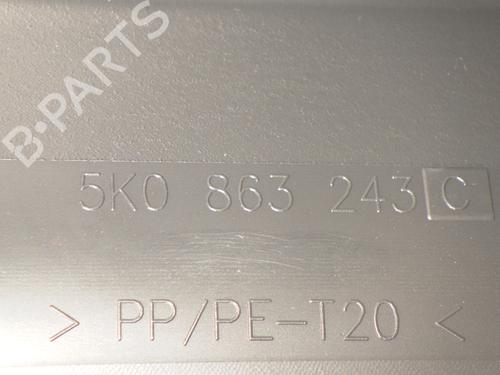 B-PARTS
5K0 863 243 C
> PP/PE-T20 <